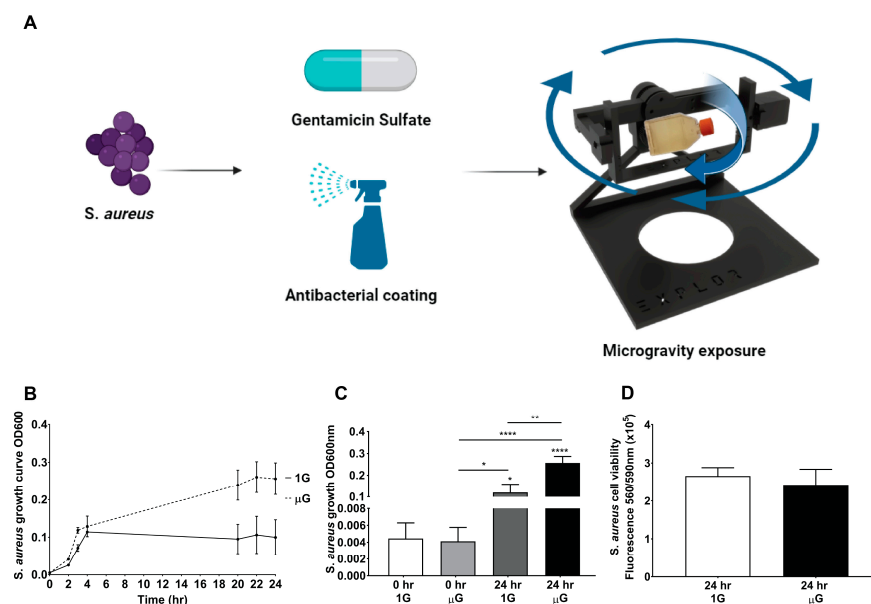 A
Gentamicin Sulfate
S. aureus
Antibacterial coating
EXPLOR
Microgravity exposure
B
S. aureus growth curve OD600
0.4
0.3
0.2
0.1
0.0
0 2 4 6 8 10 12 14 16 18 20 22 24
Time (hr)
1G
μG
C
S. aureus growth OD600nm
0.4
0.3
0.2
0.1
0.008
0.006
0.004
0.002
0.000
**
****
****
*
*
0 hr 0 hr 24 hr 24 hr
1G μG 1G μG
D
S. aureus cell viability
Fluorescence 560/590nm (x10⁵)
4
3
2
1
0
24 hr 24 hr
1G μG